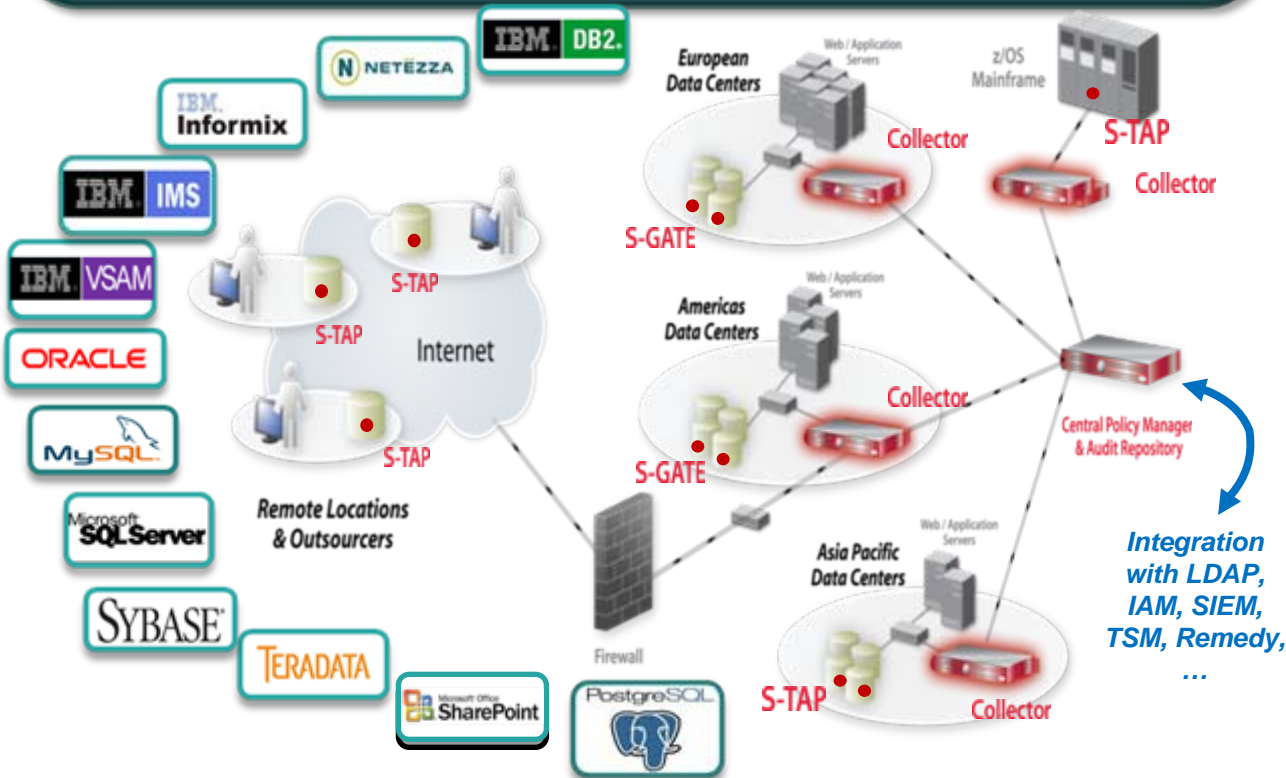 IBM. DB2.
NETEZZA
IBM.
Informix
IBM. IMS
IBM. VSAM
ORACLE
MySQL.
Microsoft
SQL Server
SYBASE
TERADATA
Microsoft Office
SharePoint
PostgreSQL
S-TAP
S-TAP
S-TAP
Internet
Remote Locations
& Outsourcers
Firewall
European
Data Centers
Web / Application
Servers
Collector
S-GATE
Americas
Data Centers
Web / Application
Servers
Collector
S-GATE
Asia Pacific
Data Centers
Web / Application
Servers
S-TAP
Collector
z/OS
Mainframe
S-TAP
Collector
Central Policy Manager
& Audit Repository
Integration
with LDAP,
IAM, SIEM,
TSM, Remedy,
...